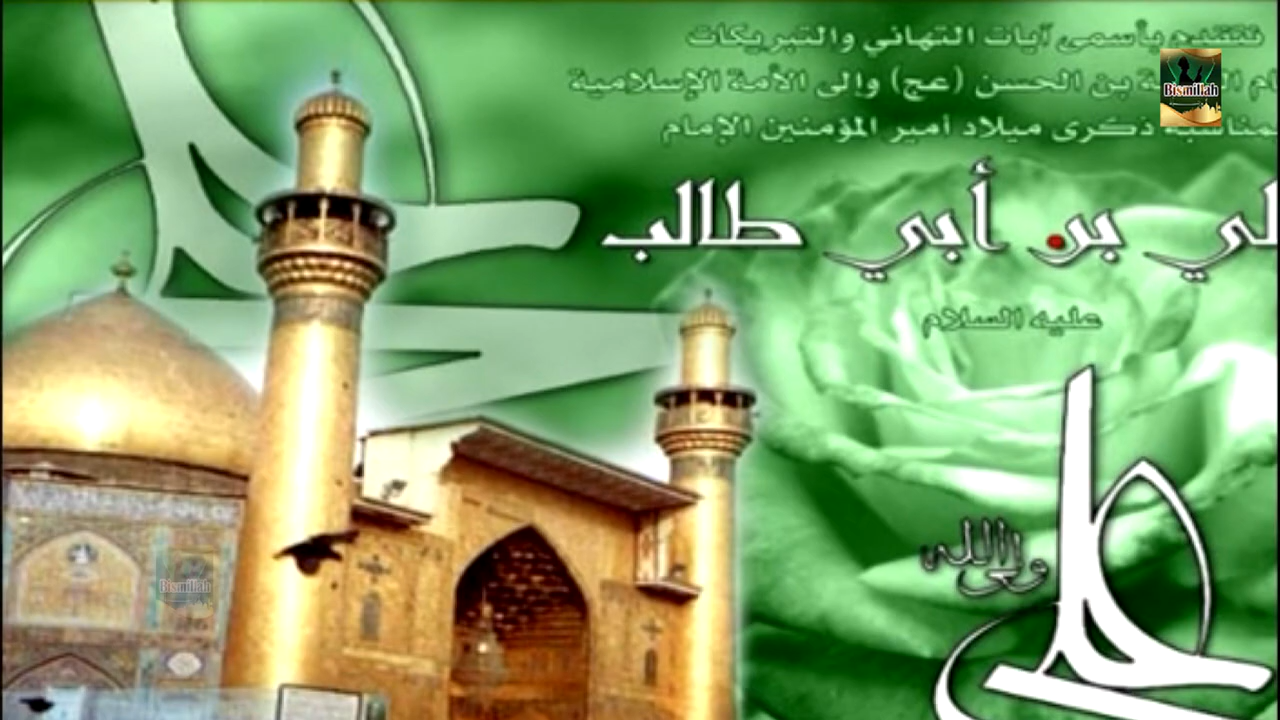 نتقدم بأسمى آيات التهاني والتبريكات
بن الحسن (عج) وإلى الأمة الإسلامية
ذكرى ميلاد أمير المؤمنين الإمام
بن أبي طالب
عليه السلام
علي
ولي الله
Bismillah
Bismillah